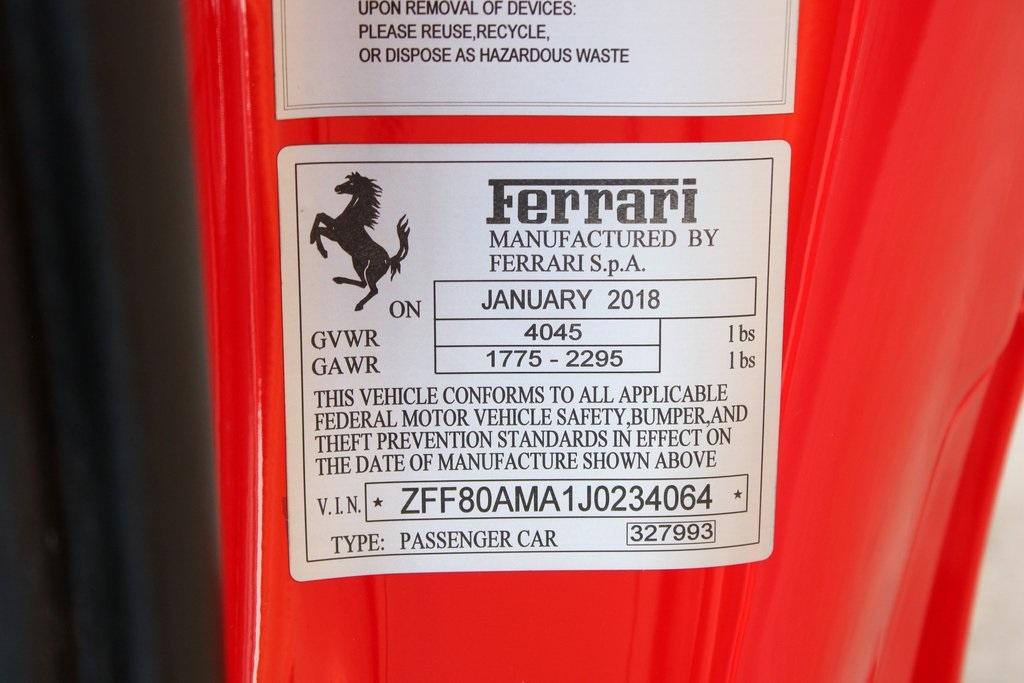 UPON REMOVAL OF DEVICES:
PLEASE REUSE,RECYCLE,
OR DISPOSE AS HAZARDOUS WASTE
Ferrari
MANUFACTURED BY
FERRARI S.p.A.
ON JANUARY 2018
GVWR 4045 lbs
GAWR 1775 - 2295 lbs
THIS VEHICLE CONFORMS TO ALL APPLICABLE
FEDERAL MOTOR VEHICLE SAFETY,BUMPER,AND
THEFT PREVENTION STANDARDS IN EFFECT ON
THE DATE OF MANUFACTURE SHOWN ABOVE
V.I.N. * ZFF80AMA1J0234064 *
TYPE: PASSENGER CAR 327993